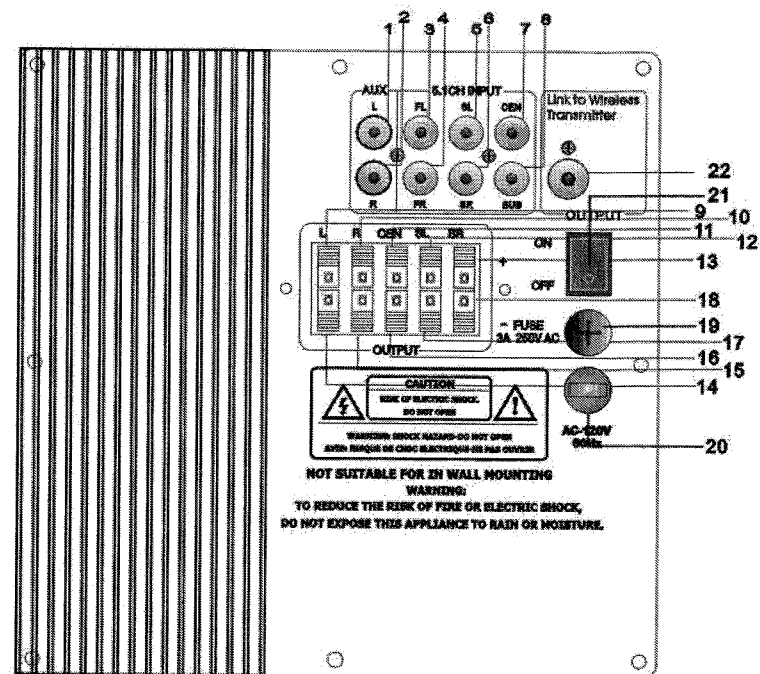 1 2 3 4 5 6 7 8
AUX 5.1CH INPUT
L FL SL CEN
R FR SR SUB
Link to Wireless
Transmitter
22
21
OUTPUT
9
10
11
12
L R CEN SL SR
ON
+
13
OFF
18
- FUSE
3A. 250V AC
19
17
OUTPUT
16
15
14
CAUTION
RISK OF ELECTRIC SHOCK.
DO NOT OPEN
WARNING: SHOCK HAZARD-DO NOT OPEN
AVIS: RISQUE DE CHOC ELECTRIQUE-NE PAS OUVRIR
AC~120V
60Hz
20
NOT SUITABLE FOR IN WALL MOUNTING
WARNING:
TO REDUCE THE RISK OF FIRE OR ELECTRIC SHOCK,
DO NOT EXPOSE THIS APPLIANCE TO RAIN OR MOISTURE.